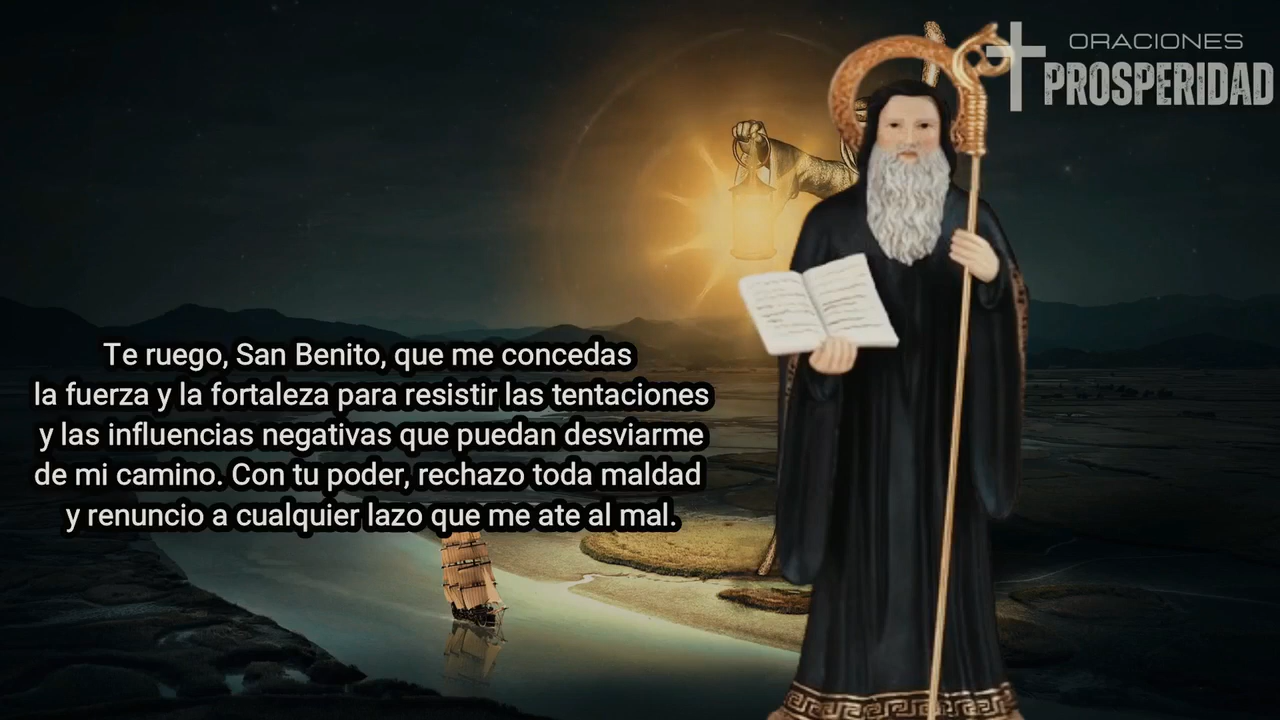 ORACIONES
PROSPERIDAD
Te ruego, San Benito, que me concedas
la fuerza y la fortaleza para resistir las tentaciones
y las influencias negativas que puedan desviarme
de mi camino. Con tu poder, rechazo toda maldad
y renuncio a cualquier lazo que me ate al mal.